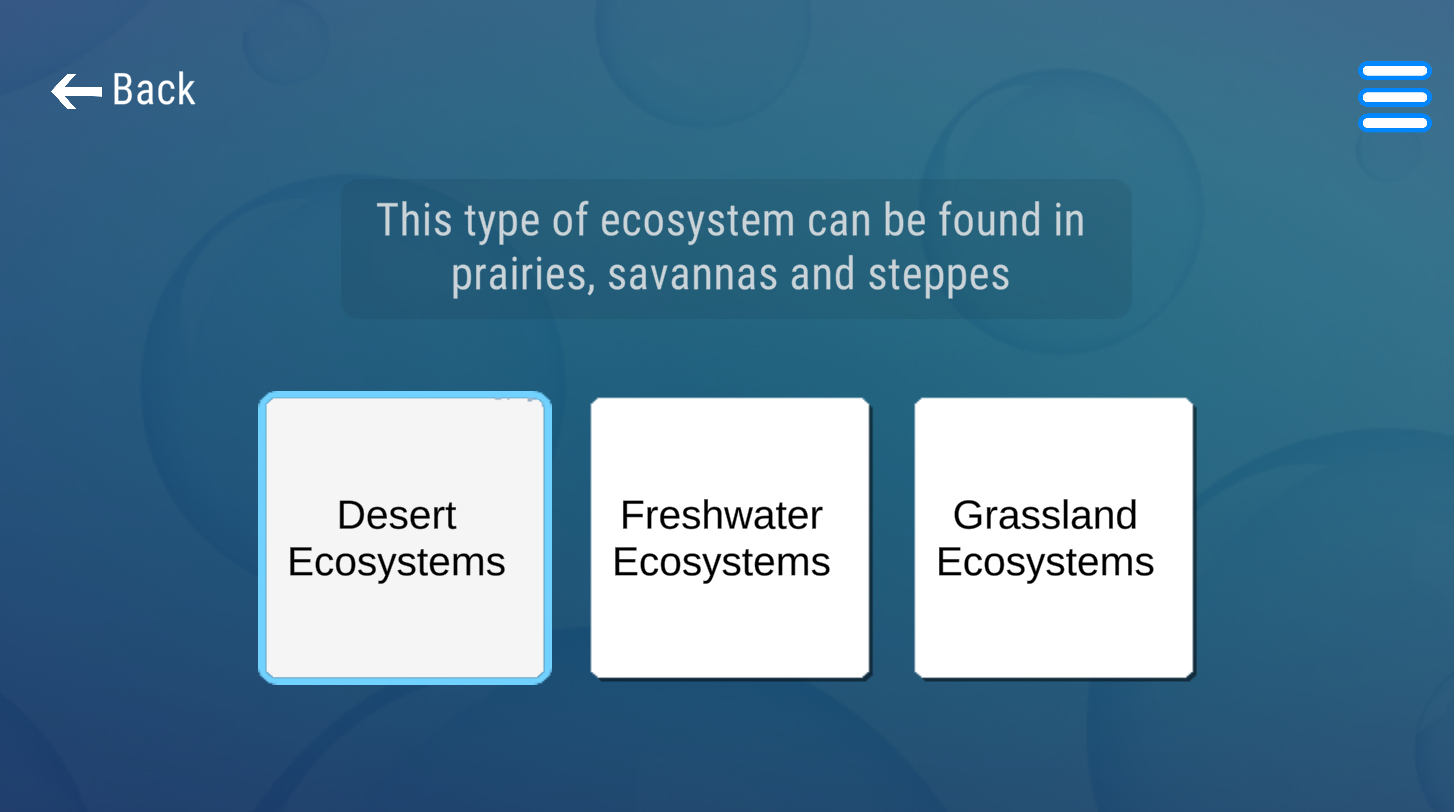 Back
This type of ecosystem can be found in
prairies, savannas and steppes
Desert
Ecosystems
Freshwater
Ecosystems
Grassland
Ecosystems